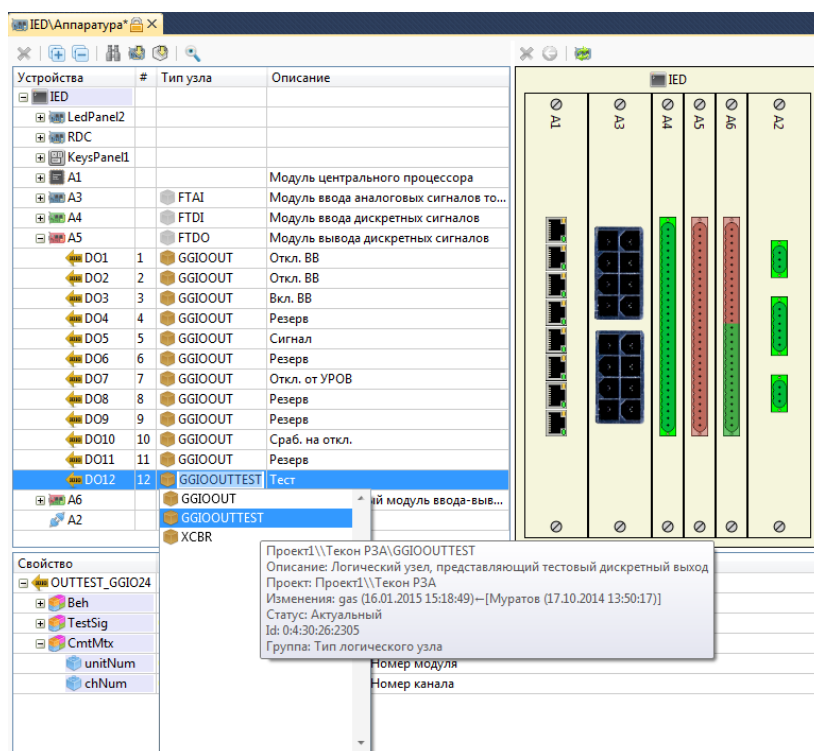 IED\Аппаратура*
Устройства # Тип узла Описание
IED
LedPanel2
RDC
KeysPanel1
A1 Модуль центрального процессора
A3 FTAI Модуль ввода аналоговых сигналов то...
A4 FTDI Модуль ввода дискретных сигналов
A5 FTDO Модуль вывода дискретных сигналов
DO1 1 GGIOOUT Откл. ВВ
DO2 2 GGIOOUT Откл. ВВ
DO3 3 GGIOOUT Вкл. ВВ
DO4 4 GGIOOUT Резерв
DO5 5 GGIOOUT Сигнал
DO6 6 GGIOOUT Резерв
DO7 7 GGIOOUT Откл. от УРОВ
DO8 8 GGIOOUT Резерв
DO9 9 GGIOOUT Резерв
DO10 10 GGIOOUT Сраб. на откл.
DO11 11 GGIOOUT Резерв
DO12 12 GGIOOUTTEST Тест
A6 ый модуль ввода-выв...
A2
GGIOOUT
GGIOOUTTEST
XCBR
IED
A1 A3 A4 A5 A6 A2
Проект1\\Текон РЗА\GGIOOUTTEST
Описание: Логический узел, представляющий тестовый дискретный выход
Проект: Проект1\\Текон РЗА
Изменения: gas (16.01.2015 15:18:49)←[Муратов (17.10.2014 13:50:17)]
Статус: Актуальный
Id: 0:4:30:26:2305
Группа: Тип логического узла
Свойство
OUTTEST_GGIO24
Beh
TestSig
CmtMtx
unitNum Номер модуля
chNum Номер канала